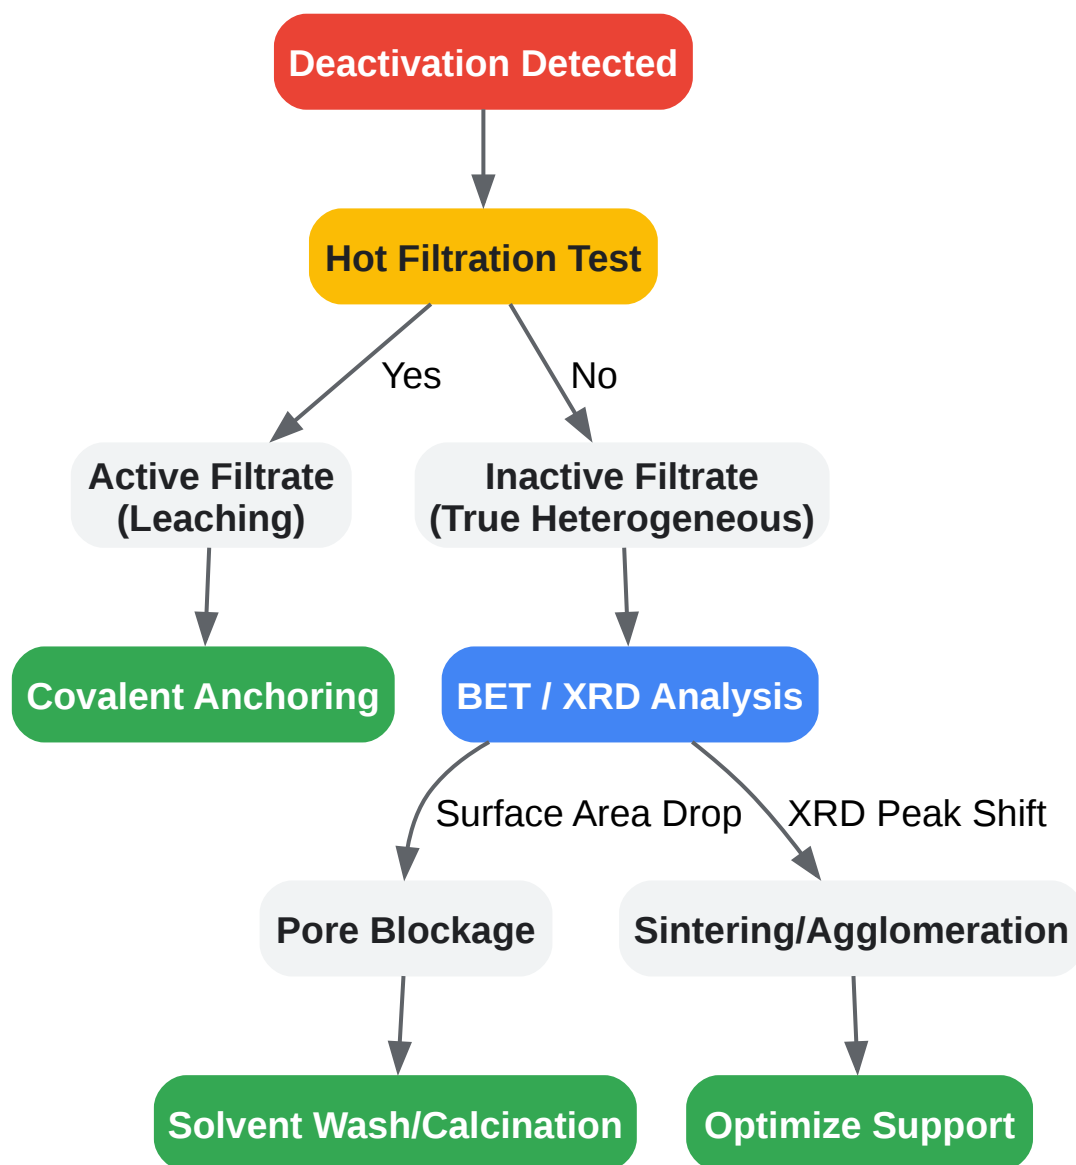 Deactivation Detected
Hot Filtration Test
Yes
No
Active Filtrate
(Leaching)
Inactive Filtrate
(True Heterogeneous)
Covalent Anchoring
BET / XRD Analysis
Surface Area Drop
XRD Peak Shift
Pore Blockage
Sintering/Agglomeration
Solvent Wash/Calcination
Optimize Support